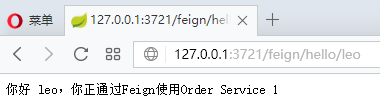 菜单
127.0.0.1:3721/feign/hel
127.0.0.1:3721/feign/hello/leo
你好 leo，你正通过Feign使用Order Service 1